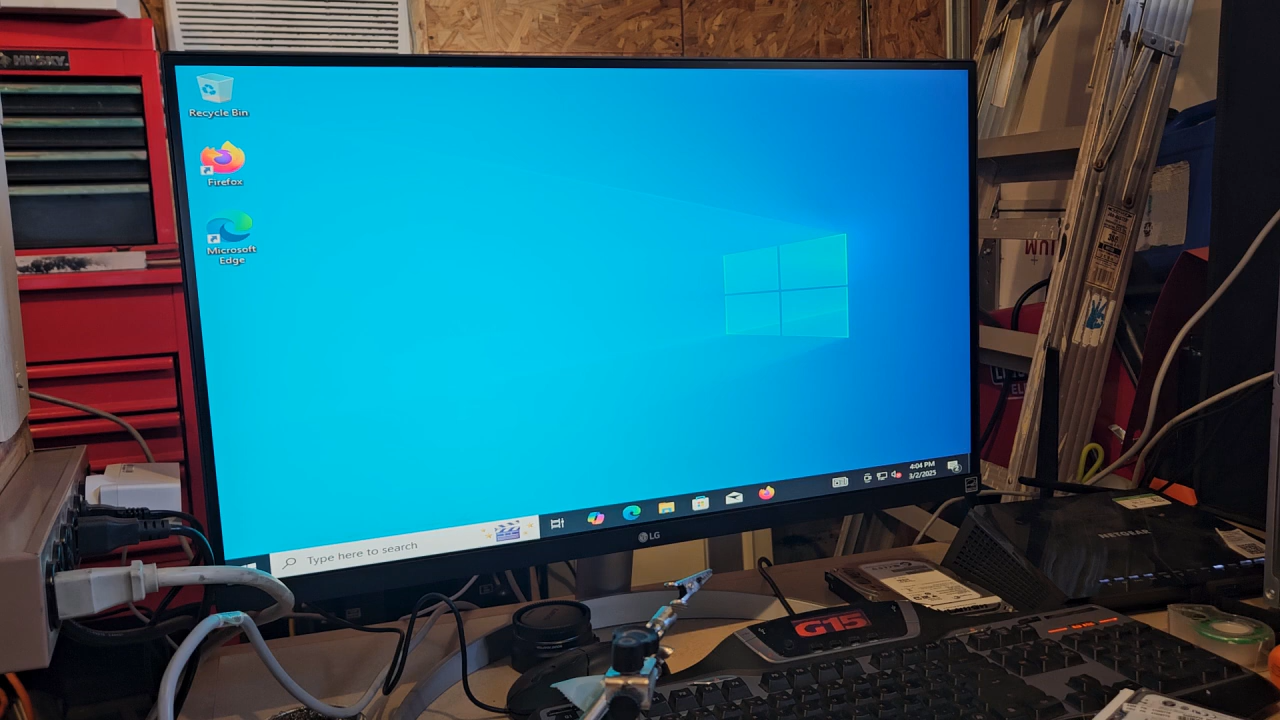 HUSKY
Recycle Bin
Firefox
Microsoft
Edge
4:04 PM
3/2/2025
Type here to search
LG
NETGEAR
G15